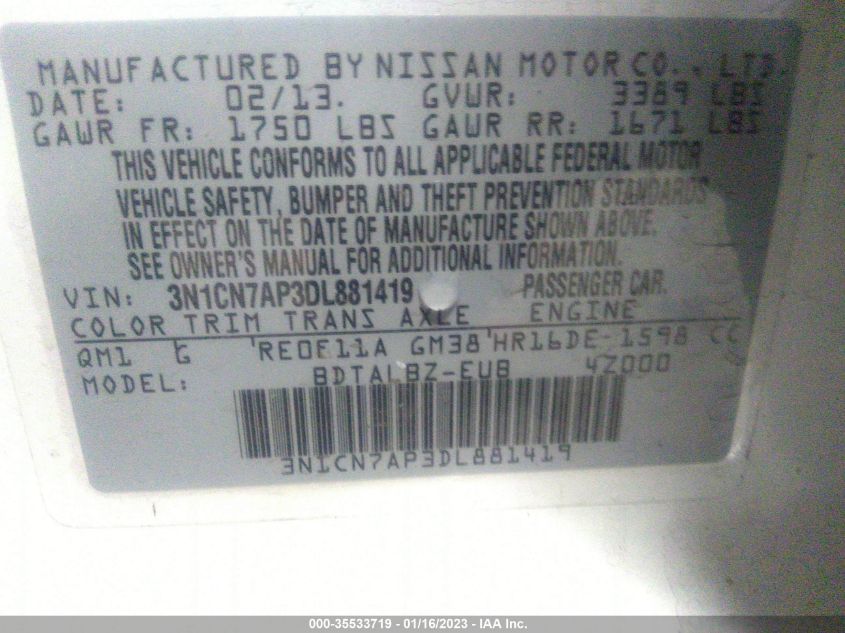 MANUFACTURED BY NISSAN MOTOR CO., LTD.
DATE: 02/13. GVWR: 3389 LBS
GAWR FR: 1750 LBS GAWR RR: 1671 LBS
THIS VEHICLE CONFORMS TO ALL APPLICABLE FEDERAL MOTOR
VEHICLE SAFETY, BUMPER AND THEFT PREVENTION STANDARDS
IN EFFECT ON THE DATE OF MANUFACTURE SHOWN ABOVE.
SEE OWNER'S MANUAL FOR ADDITIONAL INFORMATION.
VIN: 3N1CN7AP3DL881419 PASSENGER CAR.
COLOR TRIM TRANS AXLE ENGINE
QM1 G 'RE0F11A GM38'HR16DE-1598 CC
MODEL: BDTALBZ-EUB 4Z000
3N1CN7AP3DL881419
000-35533719 - 01/16/2023 - IAA Inc.